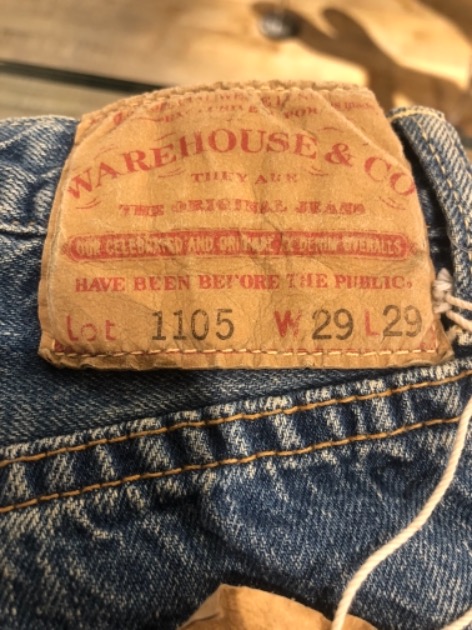 WAREHOUSE & CO
THEY ARE
THE ORIGINAL JEANS
OUR CELEBRATED AND ORIGINAL DENIM OVERALLS
HAVE BEEN BEFORE THE PUBLIC.
Lot 1105 W 29 L 29